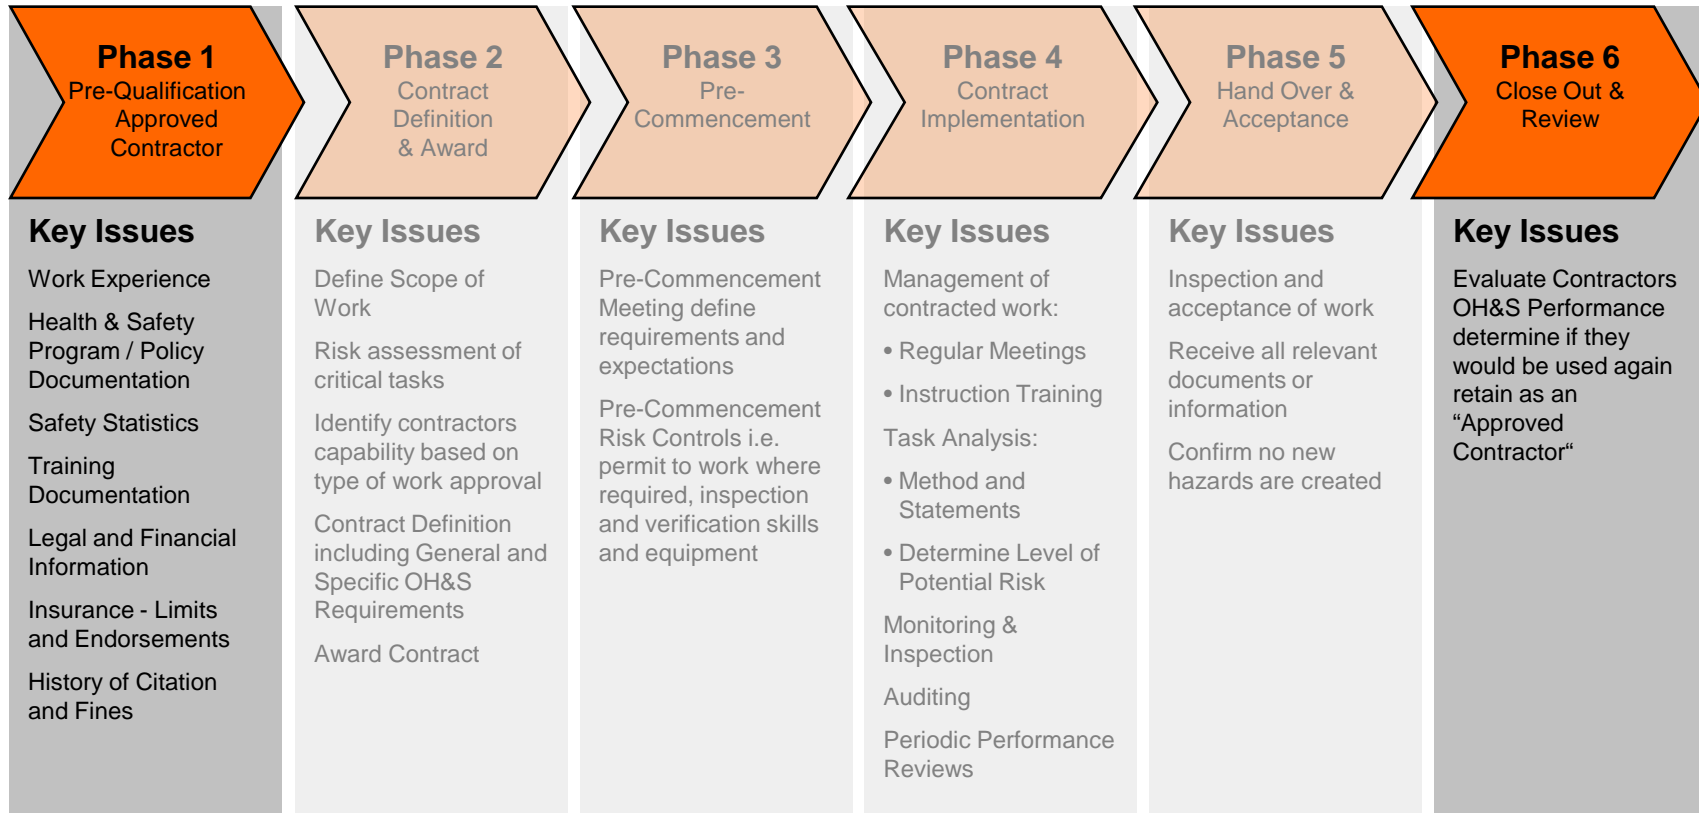 Phase 1
Pre-Qualification
Approved
Contractor
Key Issues
Work Experience
Health & Safety
Program / Policy
Documentation
Safety Statistics
Training
Documentation
Legal and Financial
Information
Insurance - Limits
and Endorsements
History of Citation
and Fines
Phase 2
Contract
Definition
& Award
Key Issues
Define Scope of
Work
Risk assessment of
critical tasks
Identify contractors
capability based on
type of work approval
Contract Definition
including General and
Specific OH&S
Requirements
Award Contract
Phase 3
Pre-
Commencement
Key Issues
Pre-Commencement
Meeting define
requirements and
expectations
Pre-Commencement
Risk Controls i.e.
permit to work where
required, inspection
and verification skills
and equipment
Phase 4
Contract
Implementation
Key Issues
Management of
contracted work:
• Regular Meetings
• Instruction Training
Task Analysis:
• Method and
Statements
• Determine Level of
Potential Risk
Monitoring &
Inspection
Auditing
Periodic Performance
Reviews
Phase 5
Hand Over &
Acceptance
Key Issues
Inspection and
acceptance of work
Receive all relevant
documents or
information
Confirm no new
hazards are created
Phase 6
Close Out &
Review
Key Issues
Evaluate Contractors
OH&S Performance
determine if they
would be used again
retain as an
“Approved
Contractor“